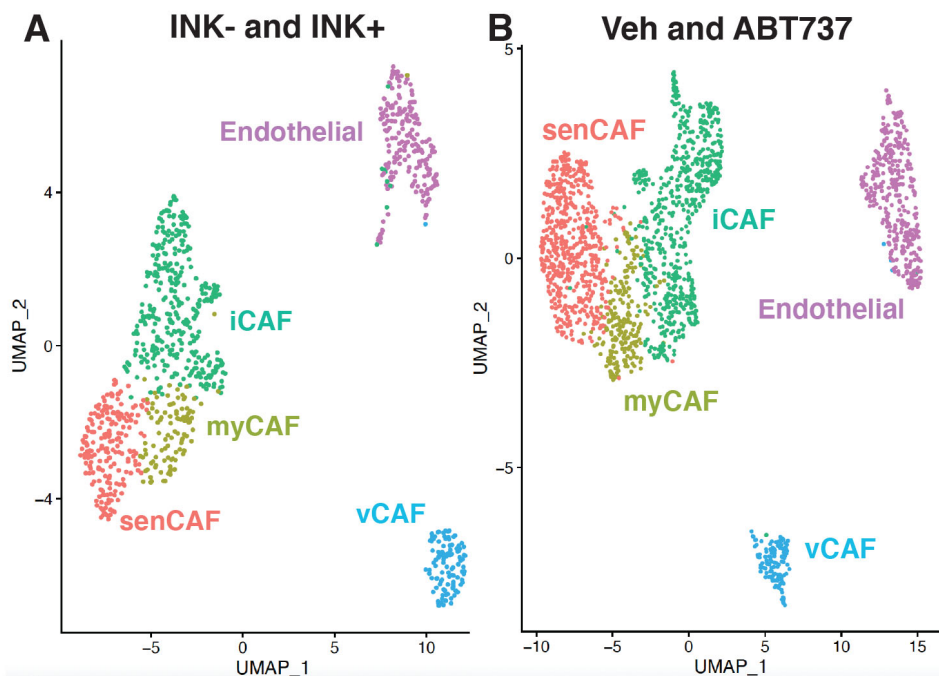 A
INK- and INK+
Endothelial
iCAF
myCAF
senCAF
vCAF
4
0
−4
UMAP_2
−5
0
5
10
UMAP_1
B
Veh and ABT737
senCAF
iCAF
Endothelial
myCAF
vCAF
5
0
−5
UMAP_2
−10
−5
0
5
10
15
UMAP_1